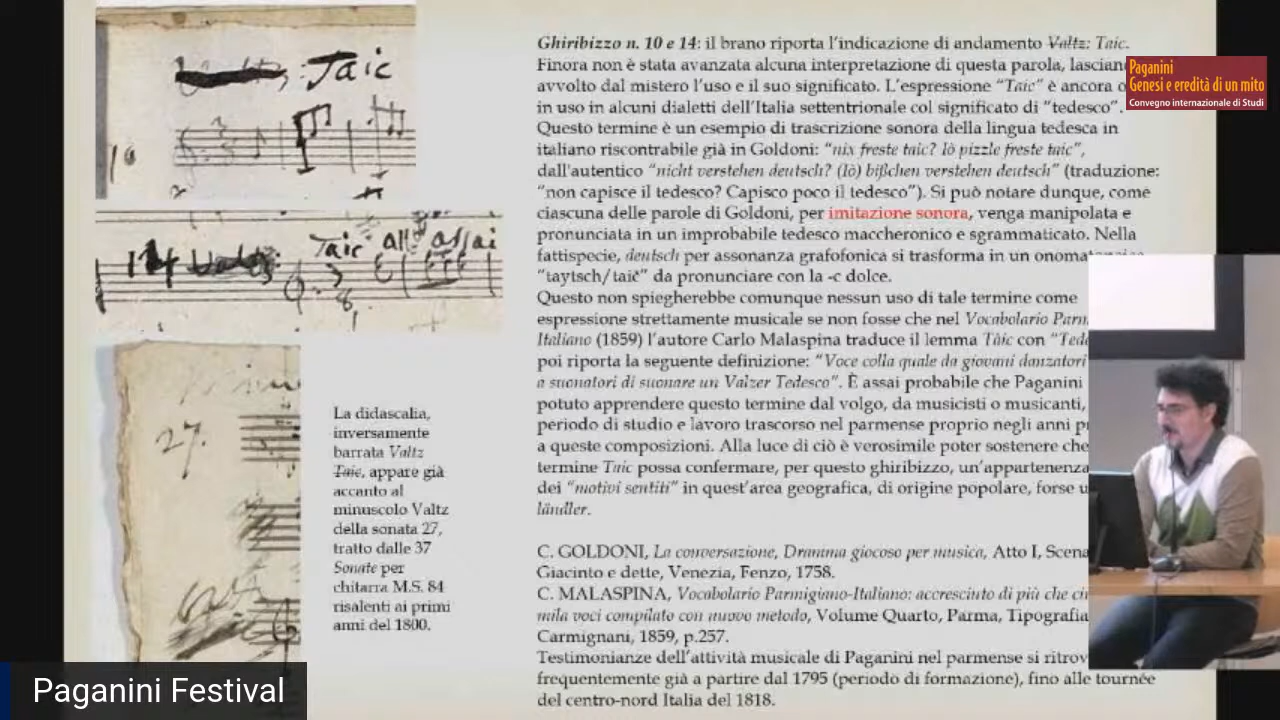 Taic
10
14 Taic all.° assai
27.
La didascalia,
inversamente
barrata Valtz
Taic, appare già
accanto al
minuscolo Valtz
della sonata 27,
tratto dalle 37
Sonate per
chitarra M.S. 84
risalenti ai primi
anni del 1800.
Ghiribizzo n. 10 e 14: il brano riporta l'indicazione di andamento Valtz: Taic.
Finora non è stata avanzata alcuna interpretazione di questa parola,
avvolto dal mistero l'uso e il suo significato. L'espressione "Taic" è ancora
in uso in alcuni dialetti dell'Italia settentrionale col significato di "tedesco".
Questo termine è un esempio di trascrizione sonora della lingua tedesca in
italiano riscontrabile già in Goldoni: "nix freste taic? Iò pizzle freste taic",
dall'autentico "nicht verstehen deutsch? (Iò) bißchen verstehen deutsch" (traduzione:
"non capisce il tedesco? Capisco poco il tedesco"). Si può notare dunque, come
ciascuna delle parole di Goldoni, per imitazione sonora, venga manipolata e
pronunciata in un improbabile tedesco maccheronico e sgrammaticato. Nella
fattispecie, deutsch per assonanza grafofonica si trasforma in un
"taytsch/taič" da pronunciare con la -c dolce.
Questo non spiegherebbe comunque nessun uso di tale termine come
espressione strettamente musicale se non fosse che nel Vocabolario
Italiano (1859) l'autore Carlo Malaspina traduce il lemma Tàic con
poi riporta la seguente definizione: "Voce colla quale da giovani danzatori
a suonatori di suonare un Valzer Tedesco". È assai probabile che Paganini
potuto apprendere questo termine dal volgo, da musicisti o musicanti,
periodo di studio e lavoro trascorso nel parmense proprio negli anni
a queste composizioni. Alla luce di ciò è verosimile poter sostenere che
termine Taic possa confermare, per questo ghiribizzo, un'appartenenza
dei "motivi sentiti" in quest'area geografica, di origine popolare, forse
ländler.
C. GOLDONI, La conversazione, Dramma giocoso per musica, Atto I, Scena
Giacinto e dette, Venezia, Fenzo, 1758.
C. MALASPINA, Vocabolario Parmigiano-Italiano: accresciuto di più che
mila voci compilato con nuovo metodo, Volume Quarto, Parma, Tipografia
Carmignani, 1859, p.257.
Testimonianze dell'attività musicale di Paganini nel parmense si
frequentemente già a partire dal 1795 (periodo di formazione), fino alle tournée
del centro-nord Italia del 1818.
Paganini
Genesi e eredità di un mito
Convegno internazionale di Studi
Paganini Festival